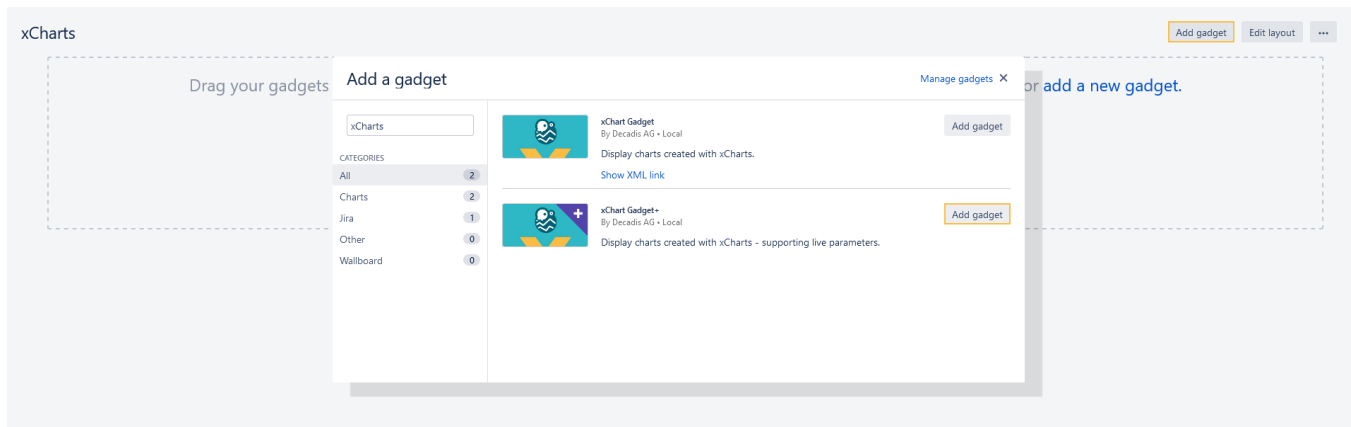 xCharts
Add gadget
Edit layout
•••
Drag your gadgets
or add a new gadget.
Add a gadget
Manage gadgets
xCharts
CATEGORIES
All 2
Charts 2
Jira 1
Other 0
Wallboard 0
xChart Gadget
By Decadis AG • Local
Display charts created with xCharts.
Show XML link
Add gadget
xChart Gadget+
By Decadis AG • Local
Display charts created with xCharts - supporting live parameters.
Add gadget